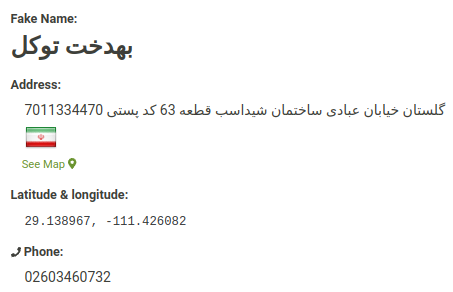 Fake Name:
بهدخت توکل
Address:
گلستان خیابان عبادی ساختمان شیداسب قطعه 63 کد پستی 7011334470
See Map
Latitude & longitude:
29.138967, -111.426082
Phone:
02603460732